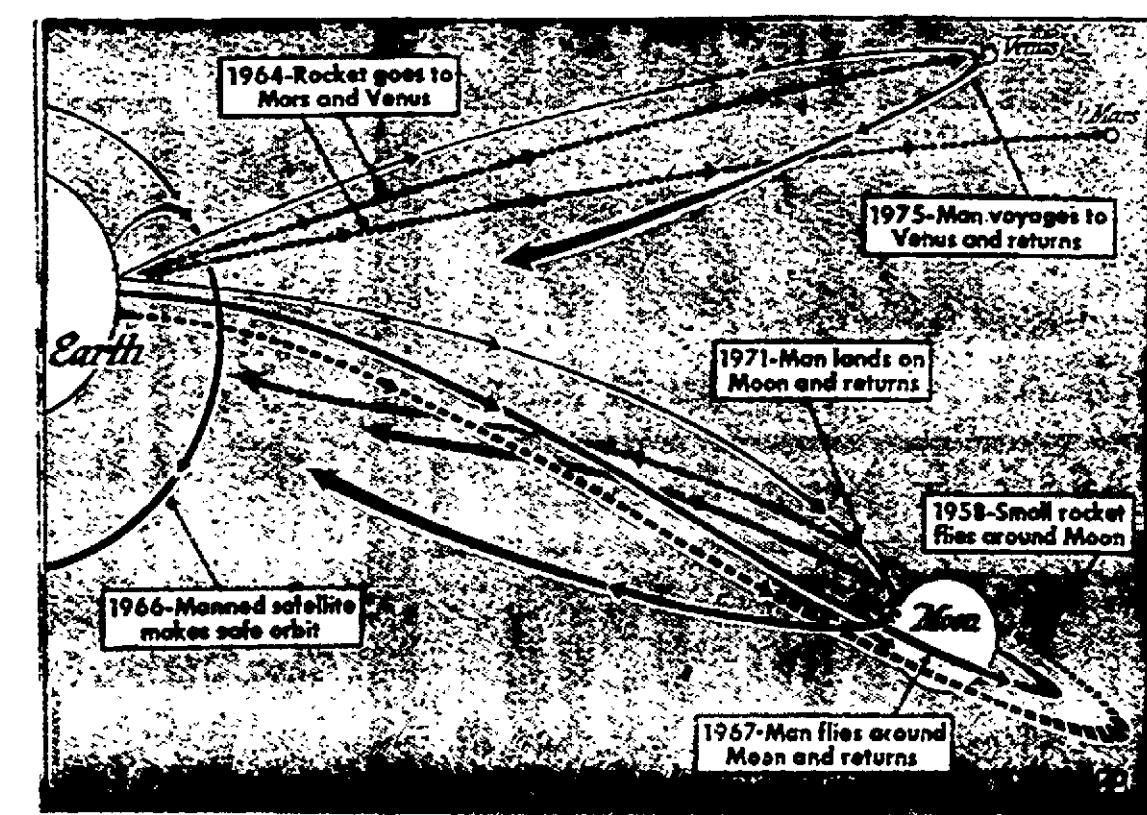 Venus
1964-Rocket goes to
Mars and Venus
Mars
1975-Man voyages to
Venus and returns
Earth
1971-Man lands on
Moon and returns
1958-Small rocket
flies around Moon
1966-Manned satellite
makes safe orbit
Moon
1967-Man flies around
Moon and returns